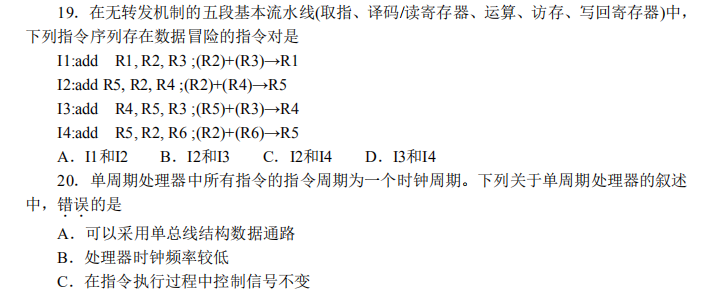 19．在无转发机制的五段基本流水线(取指、译码/读寄存器、运算、访存、写回寄存器)中，
下列指令序列存在数据冒险的指令对是
I1:add R1, R2, R3 ;(R2)+(R3)→R1
I2:add R5, R2, R4 ;(R2)+(R4)→R5
I3:add R4, R5, R3 ;(R5)+(R3)→R4
I4:add R5, R2, R6 ;(R2)+(R6)→R5
A．I1和I2 B．I2和I3 C．I2和I4 D．I3和I4
20．单周期处理器中所有指令的指令周期为一个时钟周期。下列关于单周期处理器的叙述
中，错误的是
A．可以采用单总线结构数据通路
B．处理器时钟频率较低
C．在指令执行过程中控制信号不变